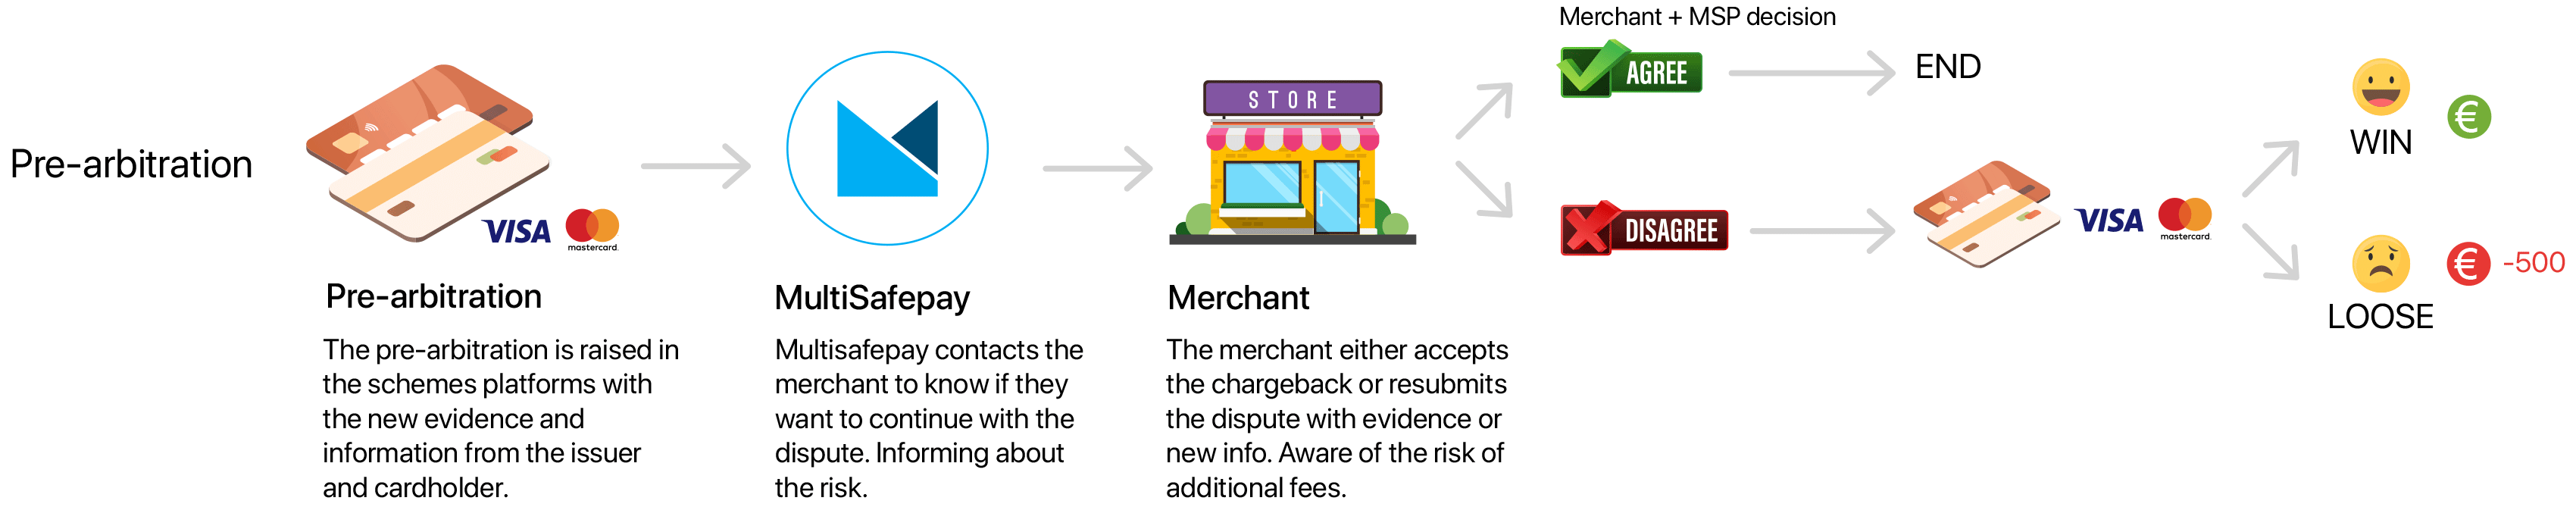 Pre-arbitration
VISA
mastercard.
Pre-arbitration
The pre-arbitration is raised in
the schemes platforms with
the new evidence and
information from the issuer
and cardholder.
MultiSafepay
Multisafepay contacts the
merchant to know if they
want to continue with the
dispute. Informing about
the risk.
STORE
Merchant
The merchant either accepts
the chargeback or resubmits
the dispute with evidence or
new info. Aware of the risk of
additional fees.
Merchant + MSP decision
AGREE
END
DISAGREE
VISA
mastercard.
WIN
€
LOOSE
€ -500